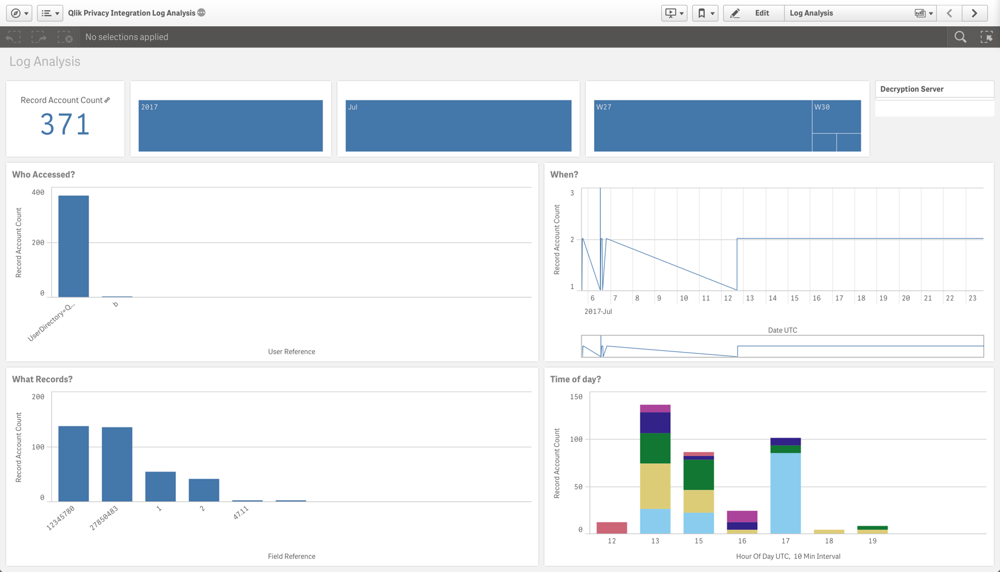 Qlik Privacy Integration Log Analysis
Edit
Log Analysis
No selections applied
Log Analysis
Record Account Count
371
2017
Jul
W27
W30
Decryption Server
Who Accessed?
400
200
0
Record Account Count
UserDirectory=Q...
b
User Reference
When?
3
2
1
Record Account Count
6 7 8 9 10 11 12 13 14 15 16 17 18 19 20 21 22 23
2017-Jul
Date UTC
What Records?
200
100
0
Record Account Count
12345780
27850483
1
2
47.11
Field Reference
Time of day?
150
100
50
0
Record Account Count
12 13 15 16 17 18 19
Hour Of Day UTC, 10 Min Interval